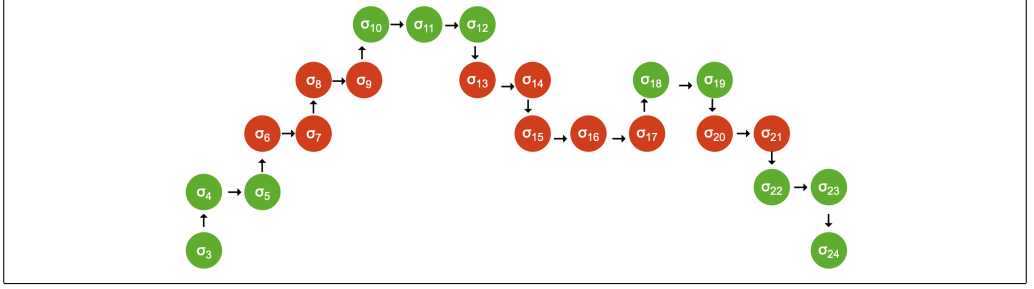 σ₁₀ → σ₁₁ → σ₁₂
σ₈ → σ₉ σ₁₃ → σ₁₄ σ₁₈ → σ₁₉
σ₆ → σ₇ σ₁₅ → σ₁₆ → σ₁₇ σ₂₀ → σ₂₁
σ₄ → σ₅ σ₂₂ → σ₂₃
σ₃ σ₂₄